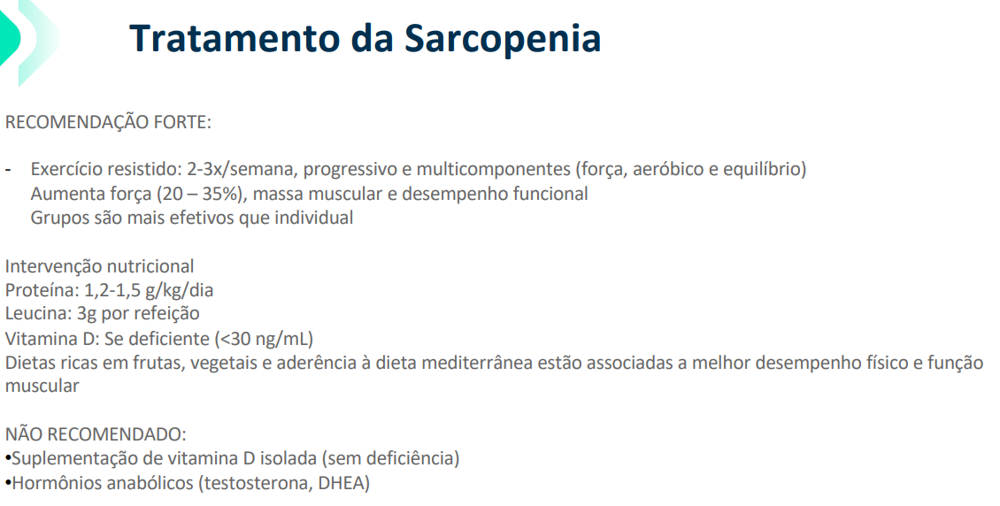 Tratamento da Sarcopenia
RECOMENDAÇÃO FORTE:
- Exercício resistido: 2-3x/semana, progressivo e multicomponentes (força, aeróbico e equilíbrio)
Aumenta força (20 – 35%), massa muscular e desempenho funcional
Grupos são mais efetivos que individual
Intervenção nutricional
Proteína: 1,2-1,5 g/kg/dia
Leucina: 3g por refeição
Vitamina D: Se deficiente (<30 ng/mL)
Dietas ricas em frutas, vegetais e aderência à dieta mediterrânea estão associadas a melhor desempenho físico e função
muscular
NÃO RECOMENDADO:
•Suplementação de vitamina D isolada (sem deficiência)
•Hormônios anabólicos (testosterona, DHEA)